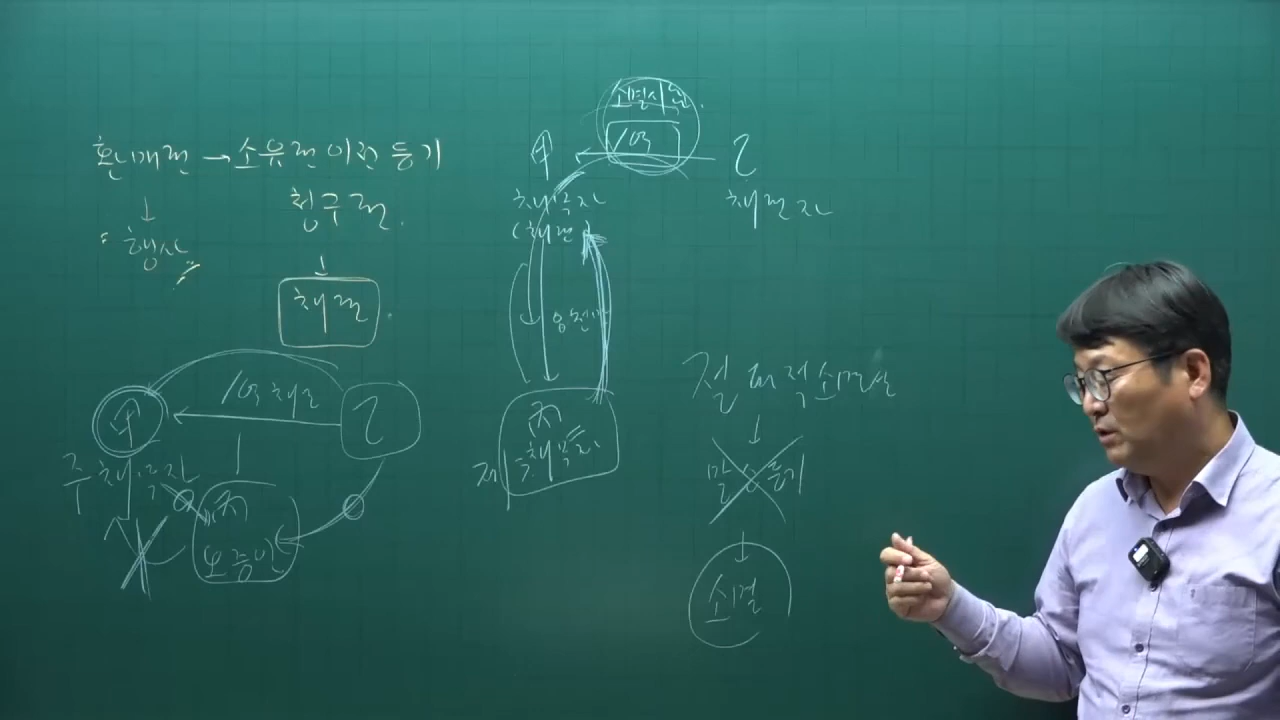 환매권 → 소유권이전등기
청구권.
↓
"행사"
↓
채권
甲
1억 채권
乙
주채무자
丙
보증인
소멸시효
1억
甲
乙
채무자
채권자
(채권)
丙
제3채무자
절대적소멸설
↓
말소등기
↓
소멸